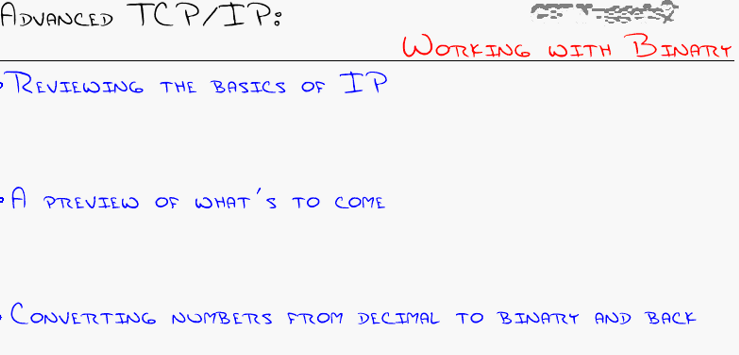 Advanced TCP/IP:
Working with Binary
Reviewing the basics of IP
A preview of what's to come
Converting numbers from decimal to binary and back